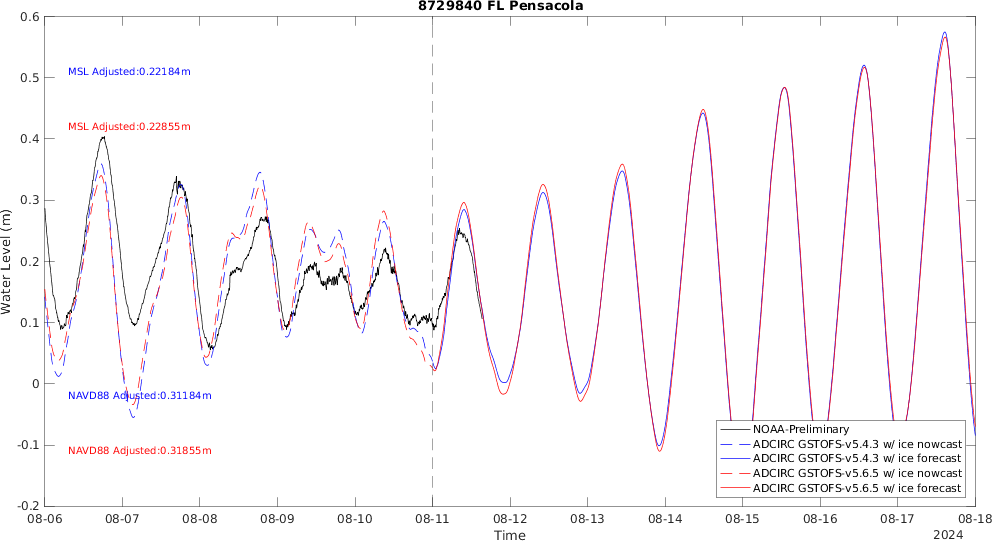 8729840 FL Pensacola
0.6
0.5
0.4
0.3
0.2
0.1
0
-0.1
-0.2
Water Level (m)
MSL Adjusted:0.22184m
MSL Adjusted:0.22855m
NAVD88 Adjusted:0.31184m
NAVD88 Adjusted:0.31855m
NOAA-Preliminary
ADCIRC GSTOFS-v5.4.3 w/ ice nowcast
ADCIRC GSTOFS-v5.4.3 w/ ice forecast
ADCIRC GSTOFS-v5.6.5 w/ ice nowcast
ADCIRC GSTOFS-v5.6.5 w/ ice forecast
08-06 08-07 08-08 08-09 08-10 08-11 08-12 08-13 08-14 08-15 08-16 08-17 08-18
Time
2024